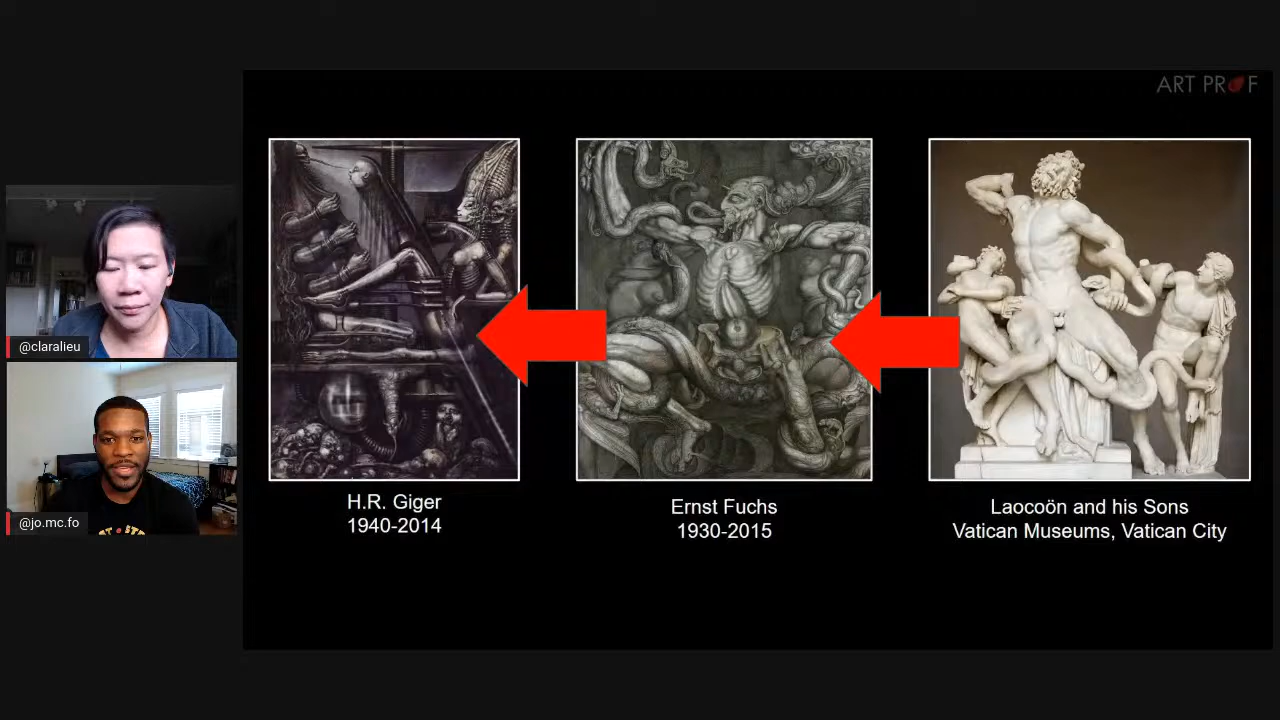 ART PROF
@claralieu
@jo.mc.fo
H.R. Giger
1940-2014
Ernst Fuchs
1930-2015
Laocoön and his Sons
Vatican Museums, Vatican City